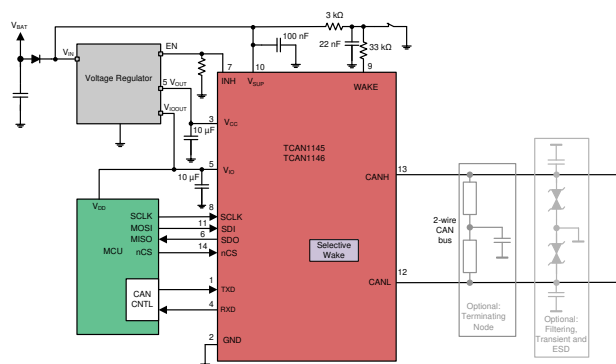 VBAT
VIN
EN
Voltage Regulator
5 VOUT
VIOOUT
3 kΩ
100 nF
22 nF
33 kΩ
7
10
9
INH
VSUP
WAKE
10 µF
3
VCC
TCAN1145
TCAN1146
10 µF
5
VIO
CANH
13
VDD
MCU
SCLK
8
SCLK
MOSI
11
SDI
MISO
6
SDO
nCS
14
nCS
2-wire
CAN
bus
Selective
Wake
CAN
CNTL
1
TXD
4
RXD
CANL
12
2
GND
Optional:
Terminating
Node
Optional:
Filtering,
Transient and
ESD